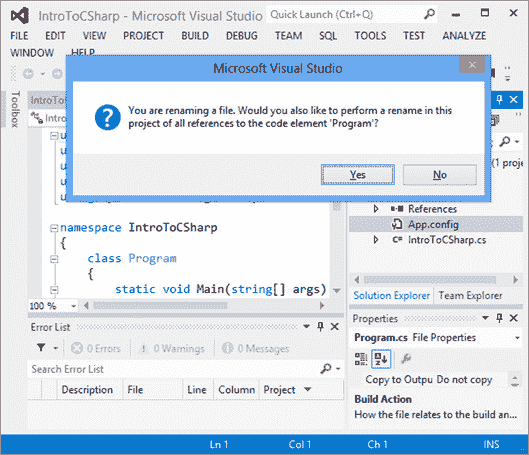 IntroToCSharp - Microsoft Visual Studio
Quick Launch (Ctrl+Q)
FILE EDIT VIEW PROJECT BUILD DEBUG TEAM SQL TOOLS TEST ANALYZE
WINDOW HELP
Microsoft Visual Studio
You are renaming a file. Would you also like to perform a rename in this
project of all references to the code element 'Program'?
Yes No
Toolbox
IntroToC
Intro
(1 proj
References
App.config
IntroToCSharp.cs
namespace IntroToCSharp
{
class Program
{
static void Main(string[] args)
100 %
Solution Explorer Team Explorer
Error List
0 Errors 0 Warnings 0 Messages
Search Error List
Description File Line Column Project
Properties
Program.cs File Properties
Copy to Outpu Do not copy
Build Action
How the file relates to the build an...
Ln 1 Col 1 Ch 1 INS